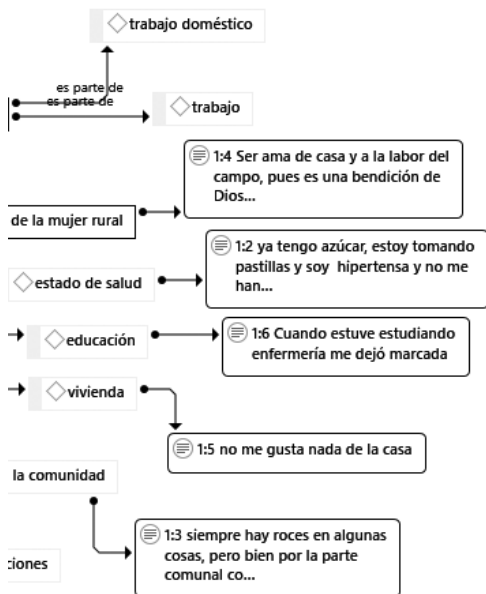 trabajo doméstico
es parte de
es parte de
trabajo
1:4 Ser ama de casa y a la labor del
campo, pues es una bendición de
Dios...
de la mujer rural
1:2 ya tengo azúcar, estoy tomando
pastillas y soy hipertensa y no me
han...
estado de salud
1:6 Cuando estuve estudiando
enfermería me dejó marcada
educación
vivienda
1:5 no me gusta nada de la casa
la comunidad
1:3 siempre hay roces en algunas
cosas, pero bien por la parte
comunal co...
ciones